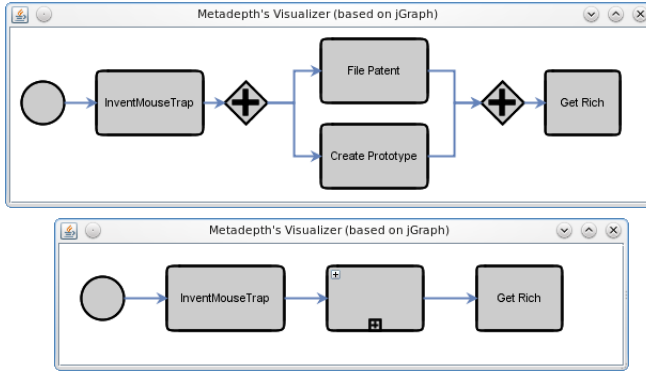 Metadepth's Visualizer (based on jGraph)
File Patent
InventMouseTrap
Get Rich
Create Prototype
Metadepth's Visualizer (based on jGraph)
InventMouseTrap
Get Rich